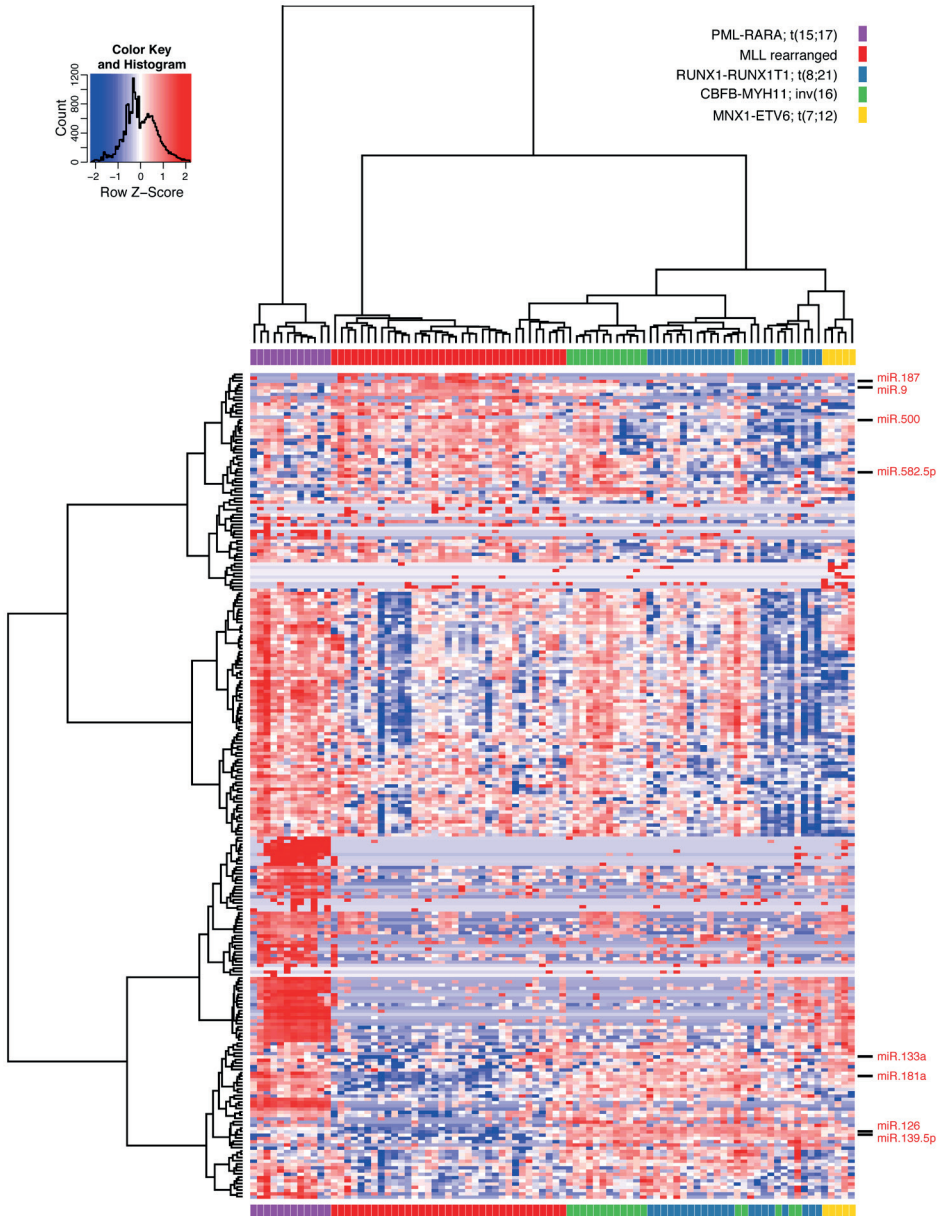 PML-RARA; t(15;17)
MLL rearranged
RUNX1-RUNX1T1; t(8;21)
CBFB-MYH11; inv(16)
MNX1-ETV6; t(7;12)
Color Key
and Histogram
Count
0 400 800 1200
−2 −1 0 1 2
Row Z−Score
miR.187
miR.9
miR.500
miR.582.5p
miR.133a
miR.181a
miR.126
miR.139.5p